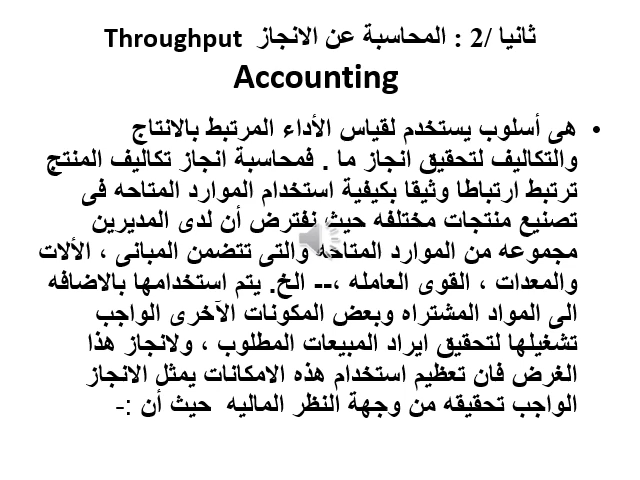 ثانيا /2 : المحاسبة عن الانجاز Throughput
Accounting
• هى أسلوب يستخدم لقياس الأداء المرتبط بالانتاج
والتكاليف لتحقيق انجاز ما . فمحاسبة انجاز تكاليف المنتج
ترتبط ارتباطا وثيقا بكيفية استخدام الموارد المتاحه فى
تصنيع منتجات مختلفه حيث نفترض أن لدى المديرين
مجموعه من الموارد المتاحه والتى تتضمن المبانى ، الألات
والمعدات ، القوى العامله ،-- الخ. يتم استخدامها بالاضافه
الى المواد المشتراه وبعض المكونات الآخرى الواجب
تشغيلها لتحقيق ايراد المبيعات المطلوب ، ولانجاز هذا
الغرض فان تعظيم استخدام هذه الامكانات يمثل الانجاز
الواجب تحقيقه من وجهة النظر الماليه حيث أن :-